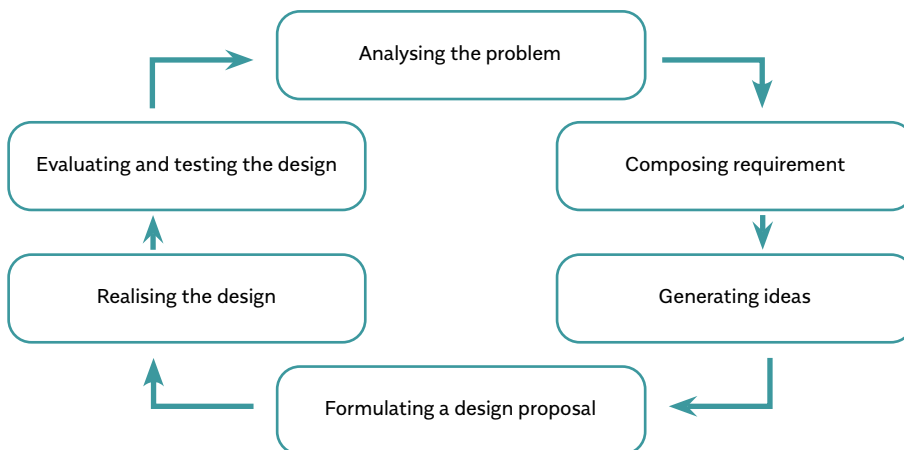 Analysing the problem
Composing requirement
Generating ideas
Formulating a design proposal
Realising the design
Evaluating and testing the design